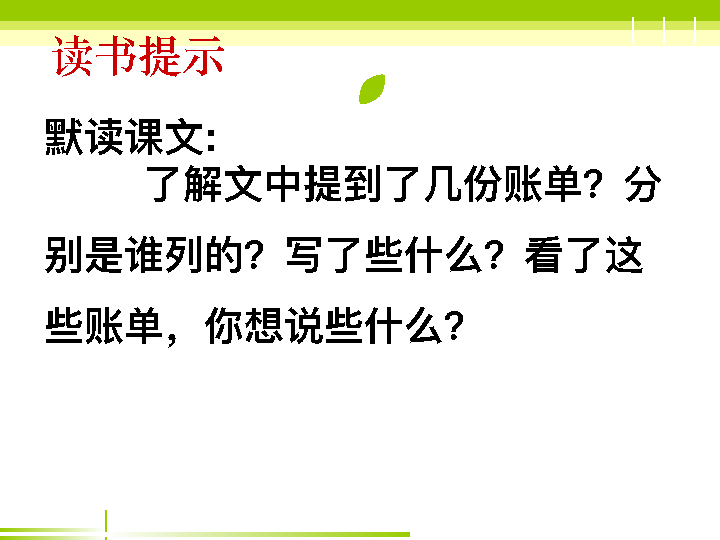 读书提示
默读课文:
了解文中提到了几份账单？分
别是谁列的？写了些什么？看了这
些账单，你想说些什么？